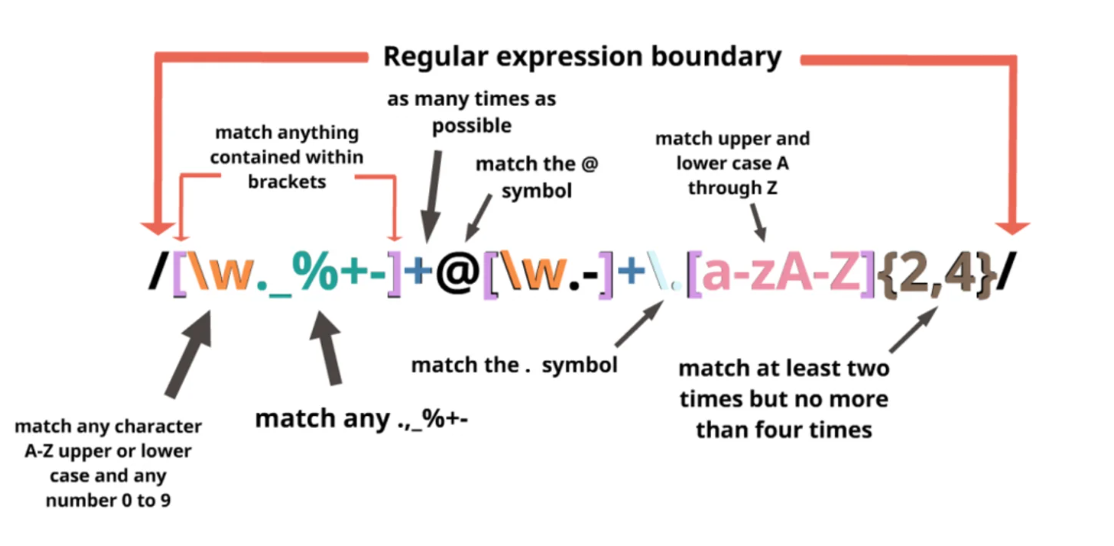 Regular expression boundary
as many times as
possible
match anything
contained within
brackets
match the @
symbol
match upper and
lower case A
through Z
/[\w._%+-]+@[\w.-]+\.[a-zA-Z]{2,4}/
match the . symbol
match at least two
times but no more
than four times
match any .,_%+-
match any character
A-Z upper or lower
case and any
number 0 to 9